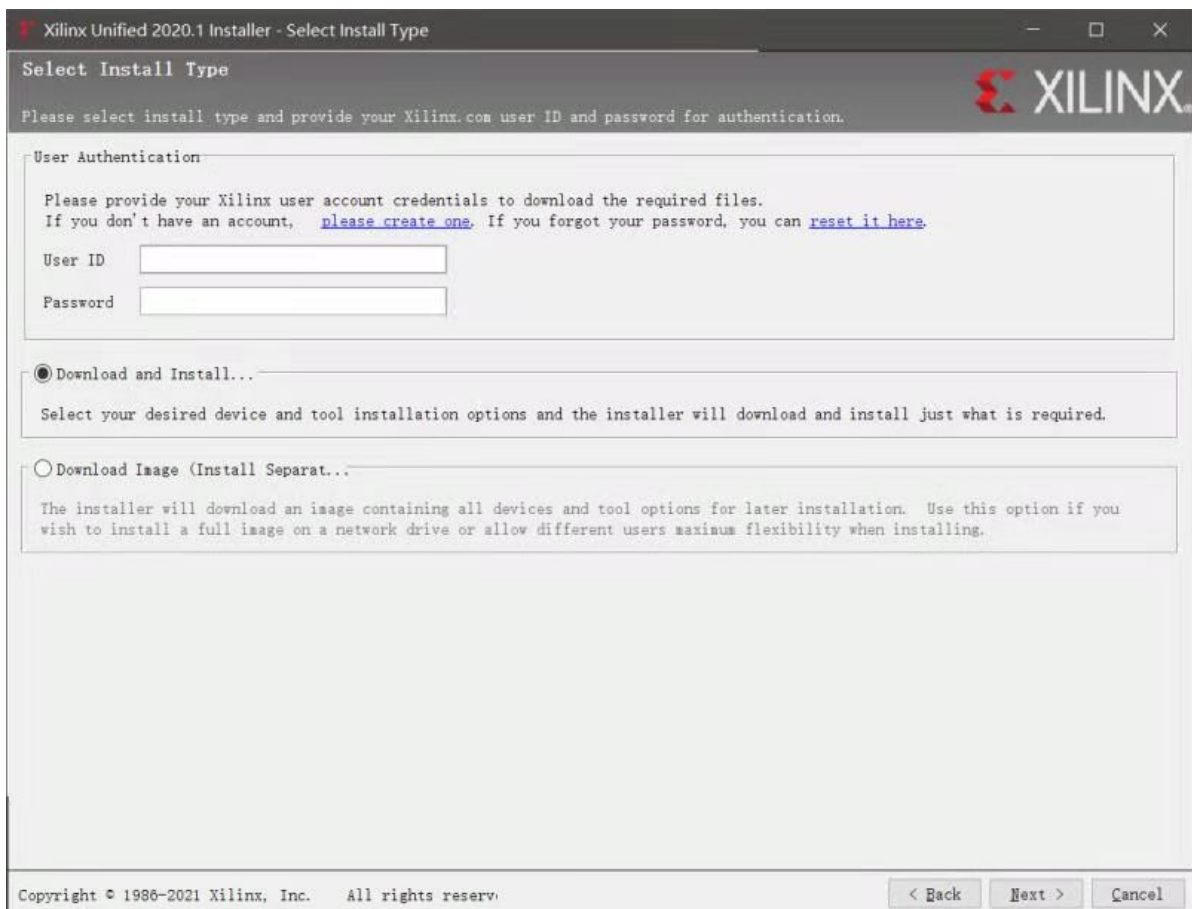 Xilinx Unified 2020.1 Installer - Select Install Type
Select Install Type
XILINX.
Please select install type and provide your Xilinx.com user ID and password for authentication.
User Authentication
Please provide your Xilinx user account credentials to download the required files.
If you don't have an account, please create one. If you forgot your password, you can reset it here.
User ID
Password
Download and Install...
Select your desired device and tool installation options and the installer will download and install just what is required.
Download Image (Install Separat...
The installer will download an image containing all devices and tool options for later installation. Use this option if you
wish to install a full image on a network drive or allow different users maximum flexibility when installing.
Copyright © 1986-2021 Xilinx, Inc. All rights reserv
< Back Next > Cancel